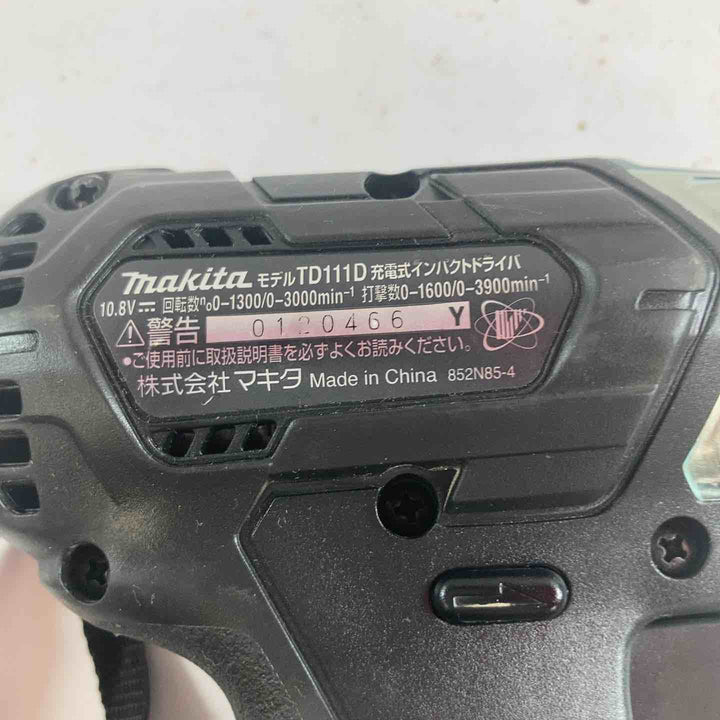 makita モデルTD111D 充電式インパクトドライバ
10.8V⎓ 回転数n₀0-1300/0-3000min⁻¹ 打撃数0-1600/0-3900min⁻¹
⚠警告 0120466 Y
●ご使用前に取扱説明書を必ずよくお読みください。
株式会社マキタ Made in China 852N85-4